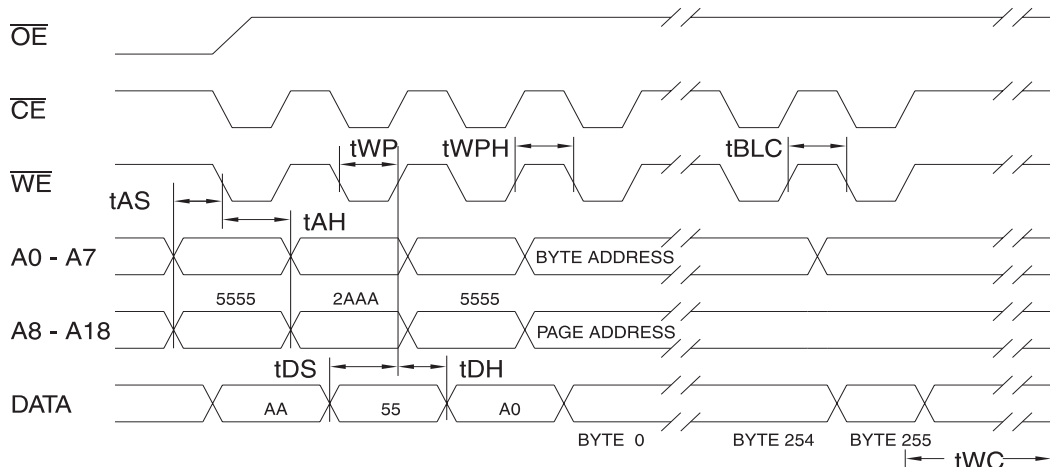 OE
CE
tWP tWPH tBLC
WE
tAS
tAH
A0 - A7 BYTE ADDRESS
5555 2AAA 5555
A8 - A18 PAGE ADDRESS
tDS tDH
DATA AA 55 A0
BYTE 0 BYTE 254 BYTE 255
tWC